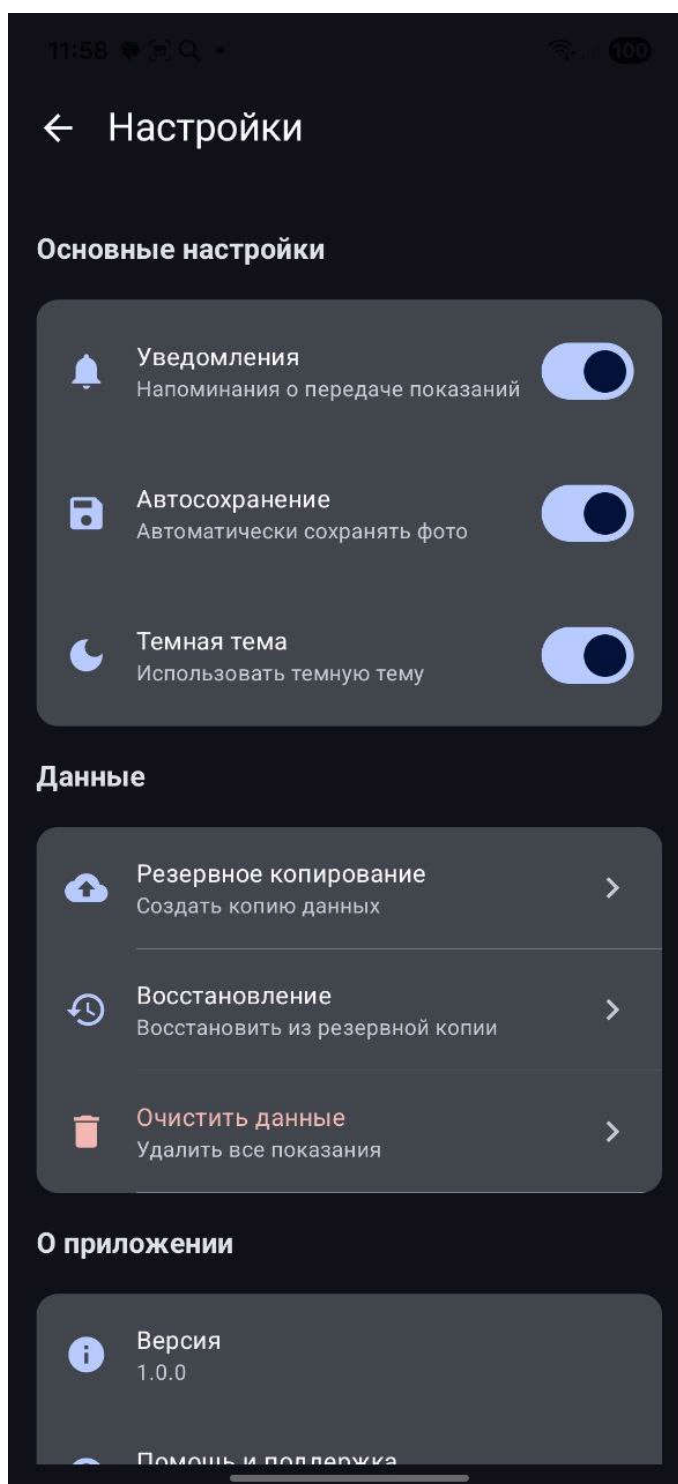 11:58
100
Настройки
Основные настройки
Уведомления
Напоминания о передаче показаний
Автосохранение
Автоматически сохранять фото
Темная тема
Использовать темную тему
Данные
Резервное копирование
Создать копию данных
Восстановление
Восстановить из резервной копии
Очистить данные
Удалить все показания
О приложении
Версия
1.0.0
Помощь и поддержка